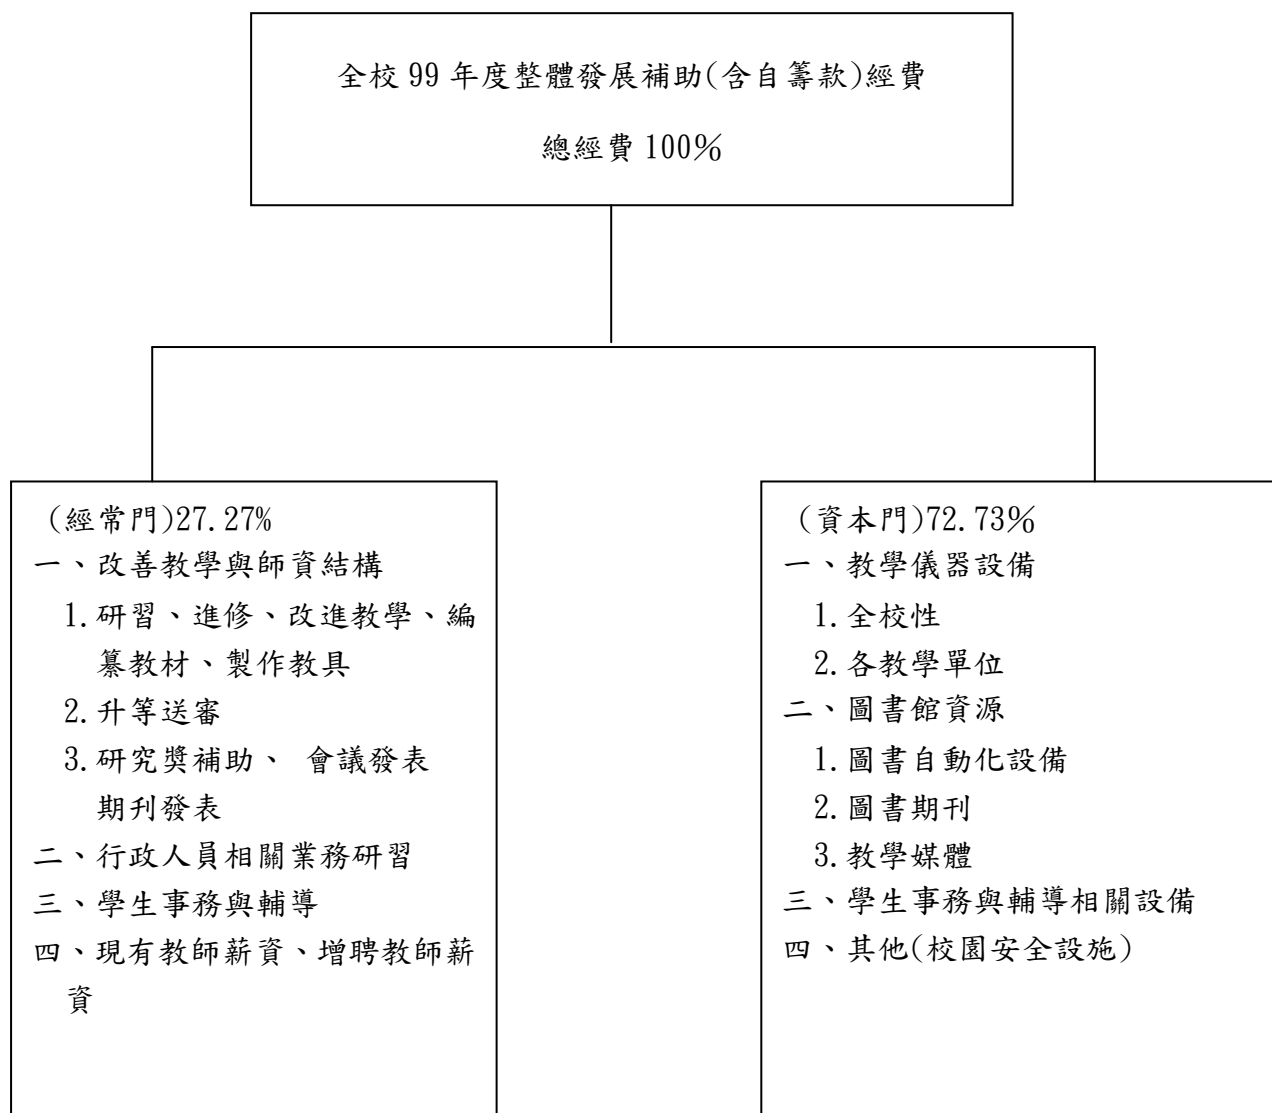 全校 99 年度整體發展補助(含自籌款)經費
總經費 100%
(經常門)27.27%
一、改善教學與師資結構
1.研習、進修、改進教學、編
纂教材、製作教具
2.升等送審
3.研究獎補助、 會議發表
期刊發表
二、行政人員相關業務研習
三、學生事務與輔導
四、現有教師薪資、增聘教師薪
資
(資本門)72.73%
一、教學儀器設備
1.全校性
2.各教學單位
二、圖書館資源
1.圖書自動化設備
2.圖書期刊
3.教學媒體
三、學生事務與輔導相關設備
四、其他(校園安全設施)